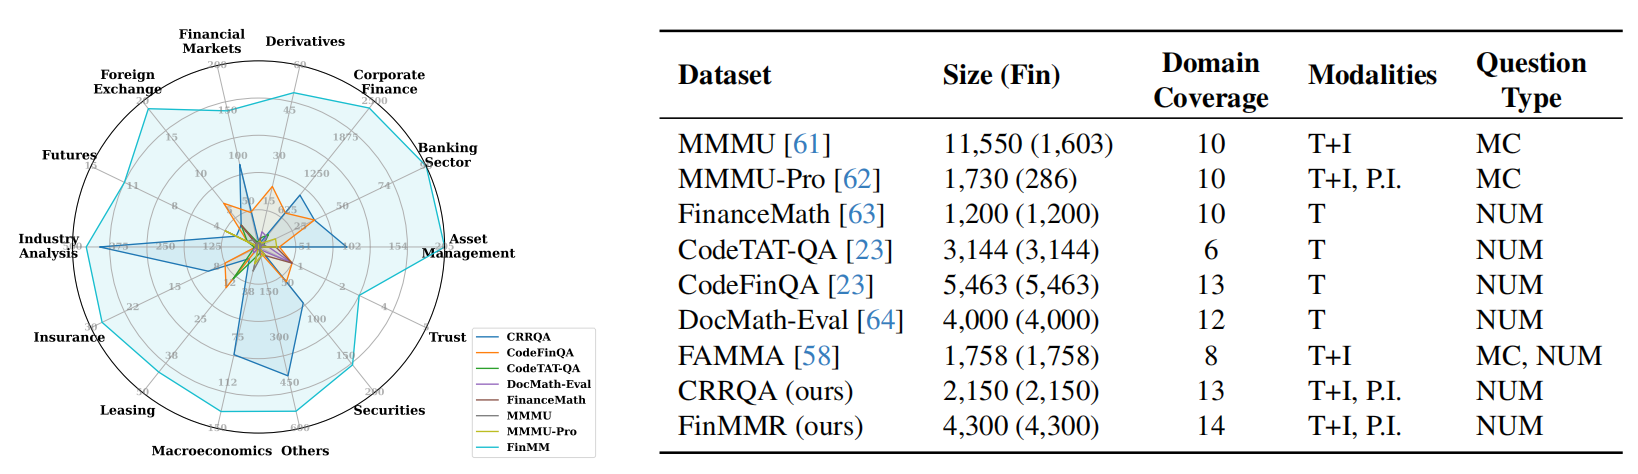 Financial
Markets
Derivatives
Foreign
Exchange
Corporate
Finance
Futures
Banking
Sector
Industry
Analysis
Asset
Management
Insurance
Trust
Leasing
Securities
Macroeconomics
Others
200
60
20
2500
150
45
15
1875
100
30
10
1250
11
74
8
50
50
15
5
625
4
25
375
250
125
51
102
154
205
8
1
15
2
22
4
30
12
50
25
100
38
150
50
200
38
150
75
300
112
450
150
600
CRRQA
CodeFinQA
CodeTAT-QA
DocMath-Eval
FinanceMath
MMMU
MMMU-Pro
FinMM
Dataset Size (Fin) Domain Coverage Modalities Question Type
MMMU [61] 11,550 (1,603) 10 T+I MC
MMMU-Pro [62] 1,730 (286) 10 T+I, P.I. MC
FinanceMath [63] 1,200 (1,200) 10 T NUM
CodeTAT-QA [23] 3,144 (3,144) 6 T NUM
CodeFinQA [23] 5,463 (5,463) 13 T NUM
DocMath-Eval [64] 4,000 (4,000) 12 T NUM
FAMMA [58] 1,758 (1,758) 8 T+I MC, NUM
CRRQA (ours) 2,150 (2,150) 13 T+I, P.I. NUM
FinMMR (ours) 4,300 (4,300) 14 T+I, P.I. NUM